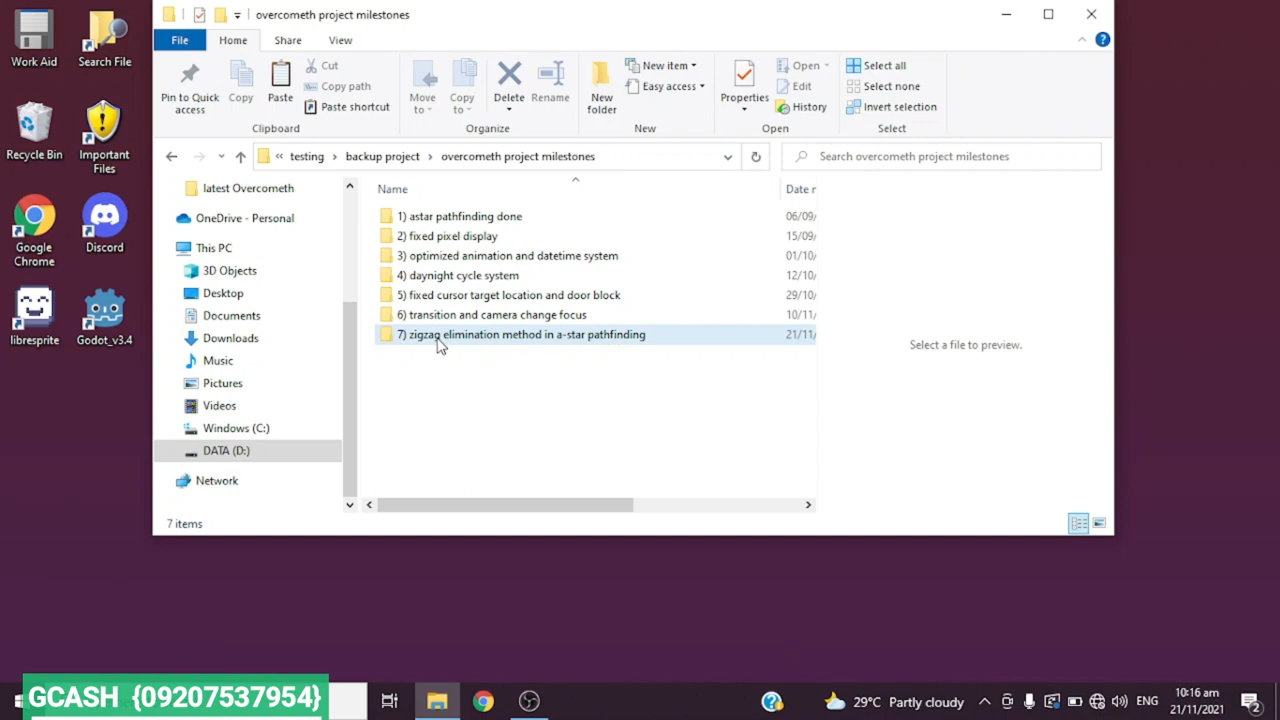 overcometh project milestones
File
Home
Share
View
Pin to Quick
access
Copy
Paste
Cut
Copy path
Paste shortcut
Clipboard
Move
to
Copy
to
Delete
Rename
Organize
New
folder
New item
Easy access
New
Properties
Open
Edit
History
Open
Select all
Select none
Invert selection
Select
« testing > backup project > overcometh project milestones
Search overcometh project milestones
latest Overcometh
OneDrive - Personal
This PC
3D Objects
Desktop
Documents
Downloads
Music
Pictures
Videos
Windows (C:)
DATA (D:)
Network
Name
Date r
1) astar pathfinding done 06/09/
2) fixed pixel display 15/09/
3) optimized animation and datetime system 01/10/
4) daynight cycle system 12/10/
5) fixed cursor target location and door block 29/10/
6) transition and camera change focus 10/11/
7) zigzag elimination method in a-star pathfinding 21/11/
Select a file to preview.
7 items
Work Aid
Search File
Recycle Bin
Important
Files
Google
Chrome
Discord
libresprite
Godot_v3.4
GCASH {09207537954}
29°C Partly cloudy
ENG
10:16 am
21/11/2021
2